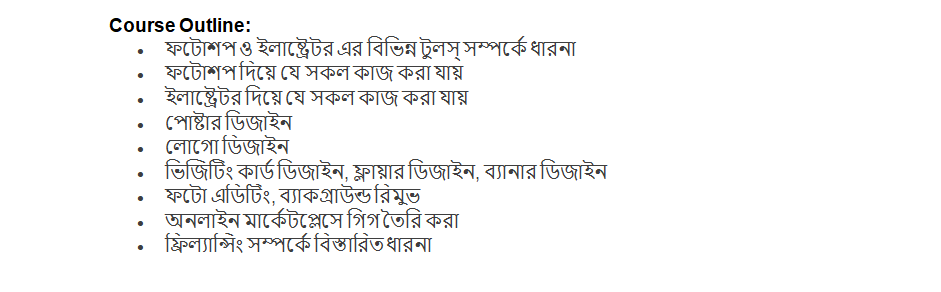 Course Outline:
• ফটোশপ ও ইলাষ্ট্রেটর এর বিভিন্ন টুলস্ সম্পর্কে ধারনা
• ফটোশপ দিয়ে যে সকল কাজ করা যায়
• ইলাষ্ট্রেটর দিয়ে যে সকল কাজ করা যায়
• পোষ্টার ডিজাইন
• লোগো ডিজাইন
• ভিজিটিং কার্ড ডিজাইন, ফ্লায়ার ডিজাইন, ব্যানার ডিজাইন
• ফটো এডিটিং, ব্যাকগ্রাউন্ড রিমুভ
• অনলাইন মার্কেটপ্লেসে গিগ তৈরি করা
• ফ্রিল্যান্সিং সম্পর্কে বিস্তারিত ধারনা